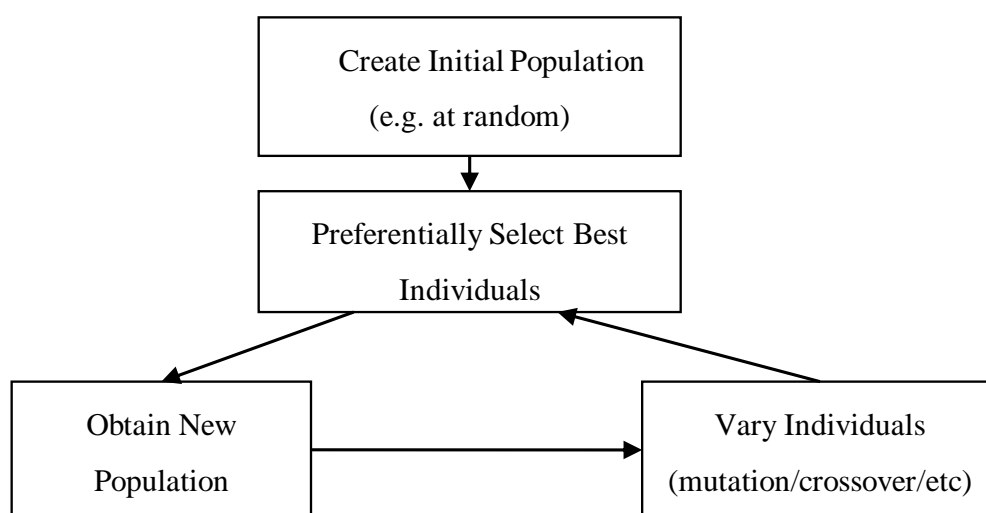 Create Initial Population
(e.g. at random)
Preferentially Select Best
Individuals
Obtain New
Population
Vary Individuals
(mutation/crossover/etc)